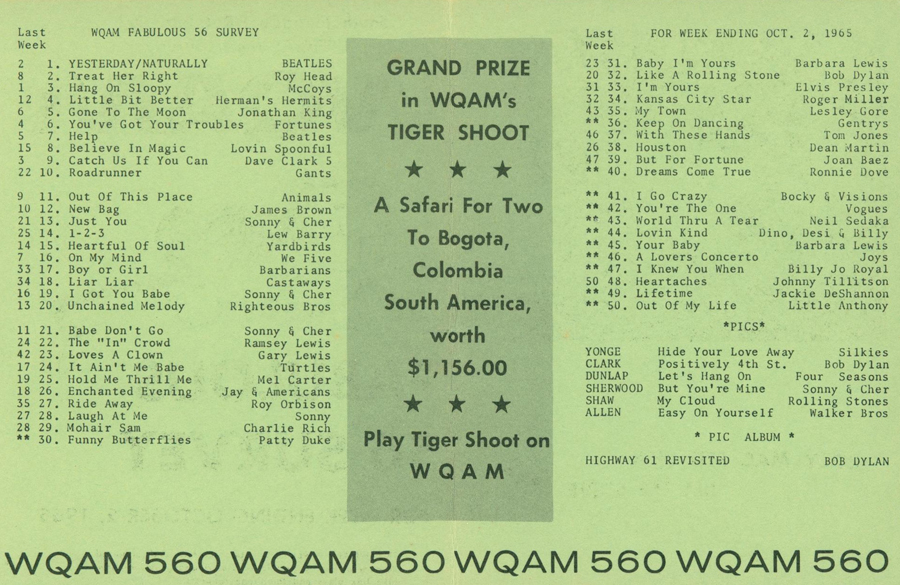 Last WQAM FABULOUS 56 SURVEY
Week
2 1. YESTERDAY/NATURALLY BEATLES
8 2. Treat Her Right Roy Head
1 3. Hang On Sloopy McCoys
12 4. Little Bit Better Herman's Hermits
6 5. Gone To The Moon Jonathan King
4 6. You've Got Your Troubles Fortunes
5 7. Help Beatles
15 8. Believe In Magic Lovin Spoonful
3 9. Catch Us If You Can Dave Clark 5
22 10. Roadrunner Gants
9 11. Out Of This Place Animals
10 12. New Bag James Brown
21 13. Just You Sonny & Cher
25 14. 1-2-3 Lew Barry
14 15. Heartful Of Soul Yardbirds
7 16. On My Mind We Five
33 17. Boy or Girl Barbarians
34 18. Liar Liar Castaways
16 19. I Got You Babe Sonny & Cher
13 20. Unchained Melody Righteous Bros
11 21. Babe Don't Go Sonny & Cher
24 22. The "In" Crowd Ramsey Lewis
42 23. Loves A Clown Gary Lewis
17 24. It Ain't Me Babe Turtles
19 25. Hold Me Thrill Me Mel Carter
18 26. Enchanted Evening Jay & Americans
35 27. Ride Away Roy Orbison
27 28. Laugh At Me Sonny
28 29. Mohair Sam Charlie Rich
** 30. Funny Butterflies Patty Duke
GRAND PRIZE
in WQAM's
TIGER SHOOT
★ ★ ★
A Safari For Two
To Bogota,
Colombia
South America,
worth
$1,156.00
★ ★ ★
Play Tiger Shoot on
WQAM
Last FOR WEEK ENDING OCT. 2, 1965
Week
23 31. Baby I'm Yours Barbara Lewis
20 32. Like A Rolling Stone Bob Dylan
31 33. I'm Yours Elvis Presley
32 34. Kansas City Star Roger Miller
43 35. My Town Lesley Gore
** 36. Keep On Dancing Gentrys
46 37. With These Hands Tom Jones
26 38. Houston Dean Martin
47 39. But For Fortune Joan Baez
** 40. Dreams Come True Ronnie Dove
** 41. I Go Crazy Bocky & Visions
** 42. You're The One Vogues
** 43. World Thru A Tear Neil Sedaka
** 44. Lovin Kind Dino, Desi & Billy
** 45. Your Baby Barbara Lewis
** 46. A Lovers Concerto Joys
** 47. I Knew You When Billy Jo Royal
50 48. Heartaches Johnny Tillitson
** 49. Lifetime Jackie DeShannon
** 50. Out Of My Life Little Anthony
*PICS*
YONGE Hide Your Love Away Silkies
CLARK Positively 4th St. Bob Dylan
DUNLAP Let's Hang On Four Seasons
SHERWOOD But You're Mine Sonny & Cher
SHAW My Cloud Rolling Stones
ALLEN Easy On Yourself Walker Bros
* PIC ALBUM *
HIGHWAY 61 REVISITED BOB DYLAN
WQAM 560 WQAM 560 WQAM 560 WQAM 560